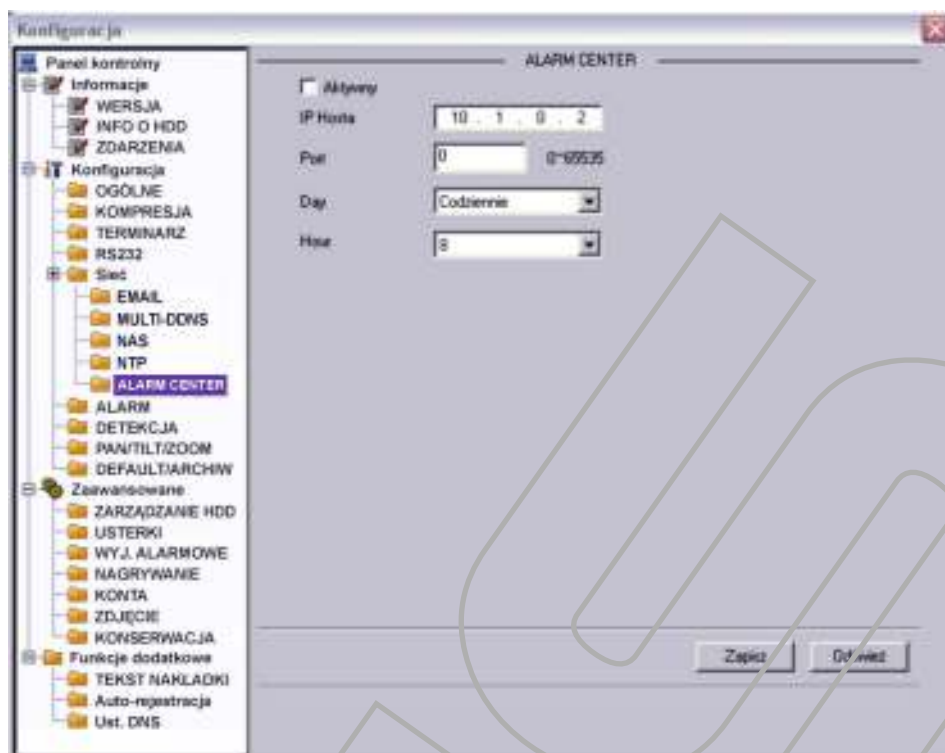 Konfiguracja
Panel kontrolny
Informacje
WERSJA
INFO O HDD
ZDARZENIA
Konfiguracja
OGÓLNE
KOMPRESJA
TERMINARZ
RS232
Sieć
EMAIL
MULTI-DDNS
NAS
NTP
ALARM CENTER
ALARM
DETEKCJA
PAN/TILT/ZOOM
DEFAULT/ARCHIW
Zaawansowane
ZARZĄDZANIE HDD
USTERKI
WYJ. ALARMOWE
NAGRYWANIE
KONTA
ZDJĘCIE
KONSERWACJA
Funkcje dodatkowe
TEKST NAKŁADKI
Auto-rejestracja
Ust. DNS
ALARM CENTER
Aktywny
IP Hosta 10 . 1 . 0 . 2
Port 0 0~65535
Day Codziennie
Hour 8
Zapisz Odśwież